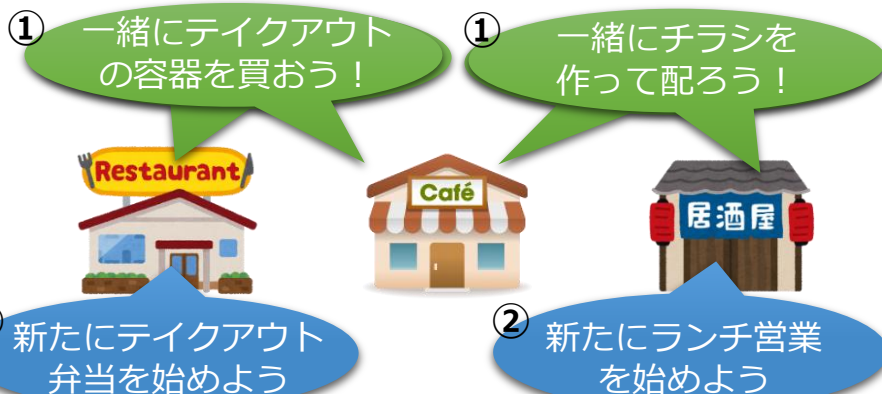 ①
一緒にテイクアウト
の容器を買おう！
①
一緒にチラシを
作って配ろう！
Restaurant
Café
居酒屋
新たにテイクアウト
弁当を始めよう
②
新たにランチ営業
を始めよう